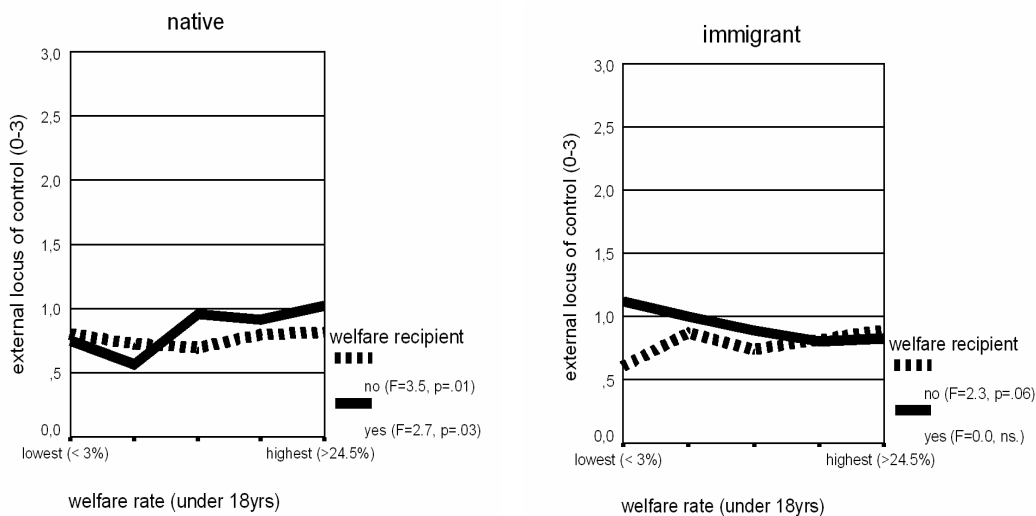 native
external locus of control (0-3)
3,0
2,5
2,0
1,5
1,0
,5
0,0
lowest (< 3%)
highest (>24.5%)
welfare rate (under 18yrs)
welfare recipient
no (F=3.5, p=.01)
yes (F=2.7, p=.03)
immigrant
external locus of control (0-3)
3,0
2,5
2,0
1,5
1,0
,5
0,0
lowest (< 3%)
highest (>24.5%)
welfare rate (under 18yrs)
welfare recipient
no (F=2.3, p=.06)
yes (F=0.0, ns.)